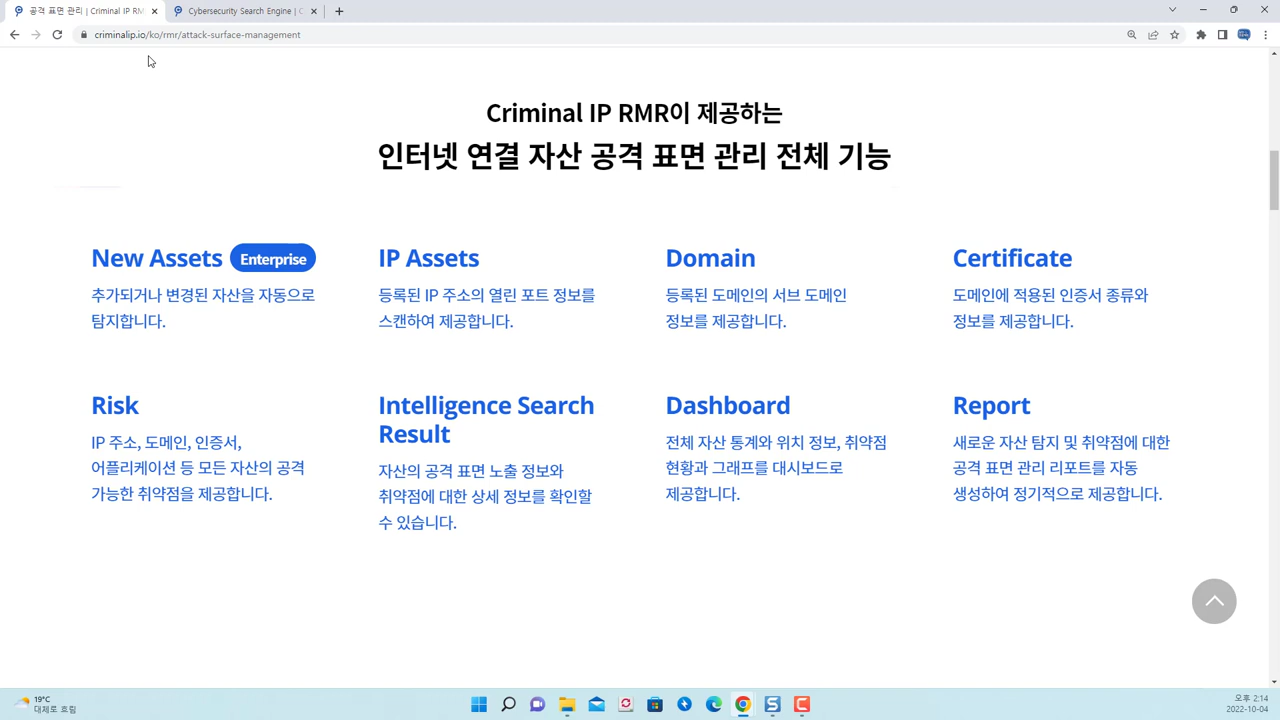 공격 표면 관리 | Criminal IP RM
Cybersecurity Search Engine | C
criminalip.io/ko/rmr/attack-surface-management
Criminal IP RMR이 제공하는
인터넷 연결 자산 공격 표면 관리 전체 기능
New Assets Enterprise
추가되거나 변경된 자산을 자동으로
탐지합니다.
IP Assets
등록된 IP 주소의 열린 포트 정보를
스캔하여 제공합니다.
Domain
등록된 도메인의 서브 도메인
정보를 제공합니다.
Certificate
도메인에 적용된 인증서 종류와
정보를 제공합니다.
Risk
IP 주소, 도메인, 인증서,
어플리케이션 등 모든 자산의 공격
가능한 취약점을 제공합니다.
Intelligence Search
Result
자산의 공격 표면 노출 정보와
취약점에 대한 상세 정보를 확인할
수 있습니다.
Dashboard
전체 자산 통계와 위치 정보, 취약점
현황과 그래프를 대시보드로
제공합니다.
Report
새로운 자산 탐지 및 취약점에 대한
공격 표면 관리 리포트를 자동
생성하여 정기적으로 제공합니다.
19°C
대체로 흐림
오후 2:14
2022-10-04